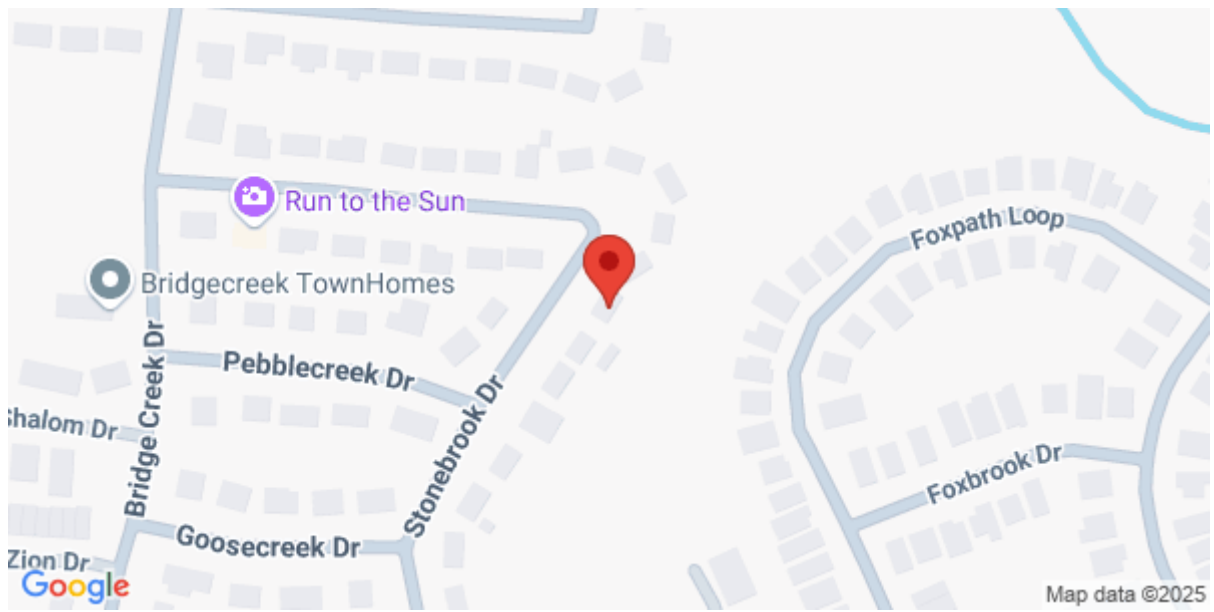 Run to the Sun
Foxpath Loop
Bridgecreek TownHomes
Pebblecreek Dr
Bridge Creek Dr
Shalom Dr
Stonebrook Dr
Foxbrook Dr
Goosecreek Dr
Zion Dr
Google
Map data ©2025